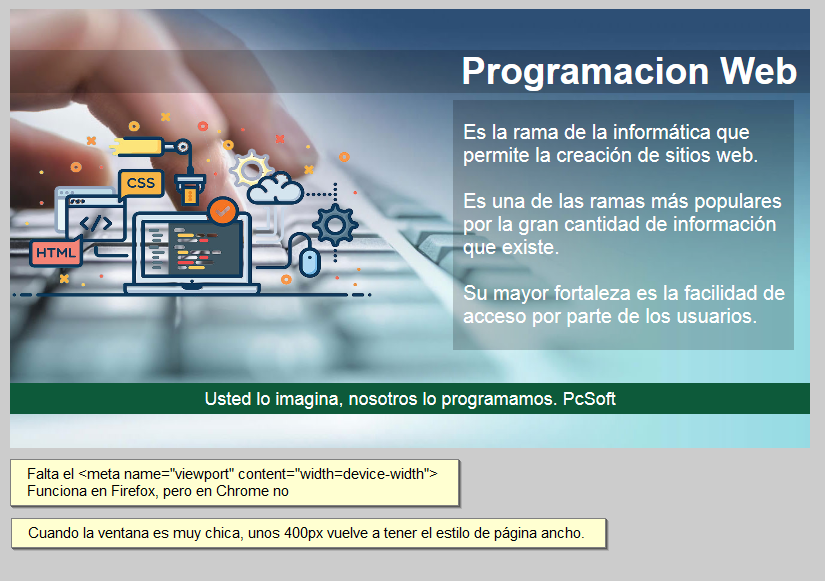 Programacion Web
Es la rama de la informática que
permite la creación de sitios web.
Es una de las ramas más populares
por la gran cantidad de información
que existe.
Su mayor fortaleza es la facilidad de
acceso por parte de los usuarios.
CSS
</>
HTML
Usted lo imagina, nosotros lo programamos. PcSoft
Falta el <meta name="viewport" content="width=device-width">
Funciona en Firefox, pero en Chrome no
Cuando la ventana es muy chica, unos 400px vuelve a tener el estilo de página ancho.